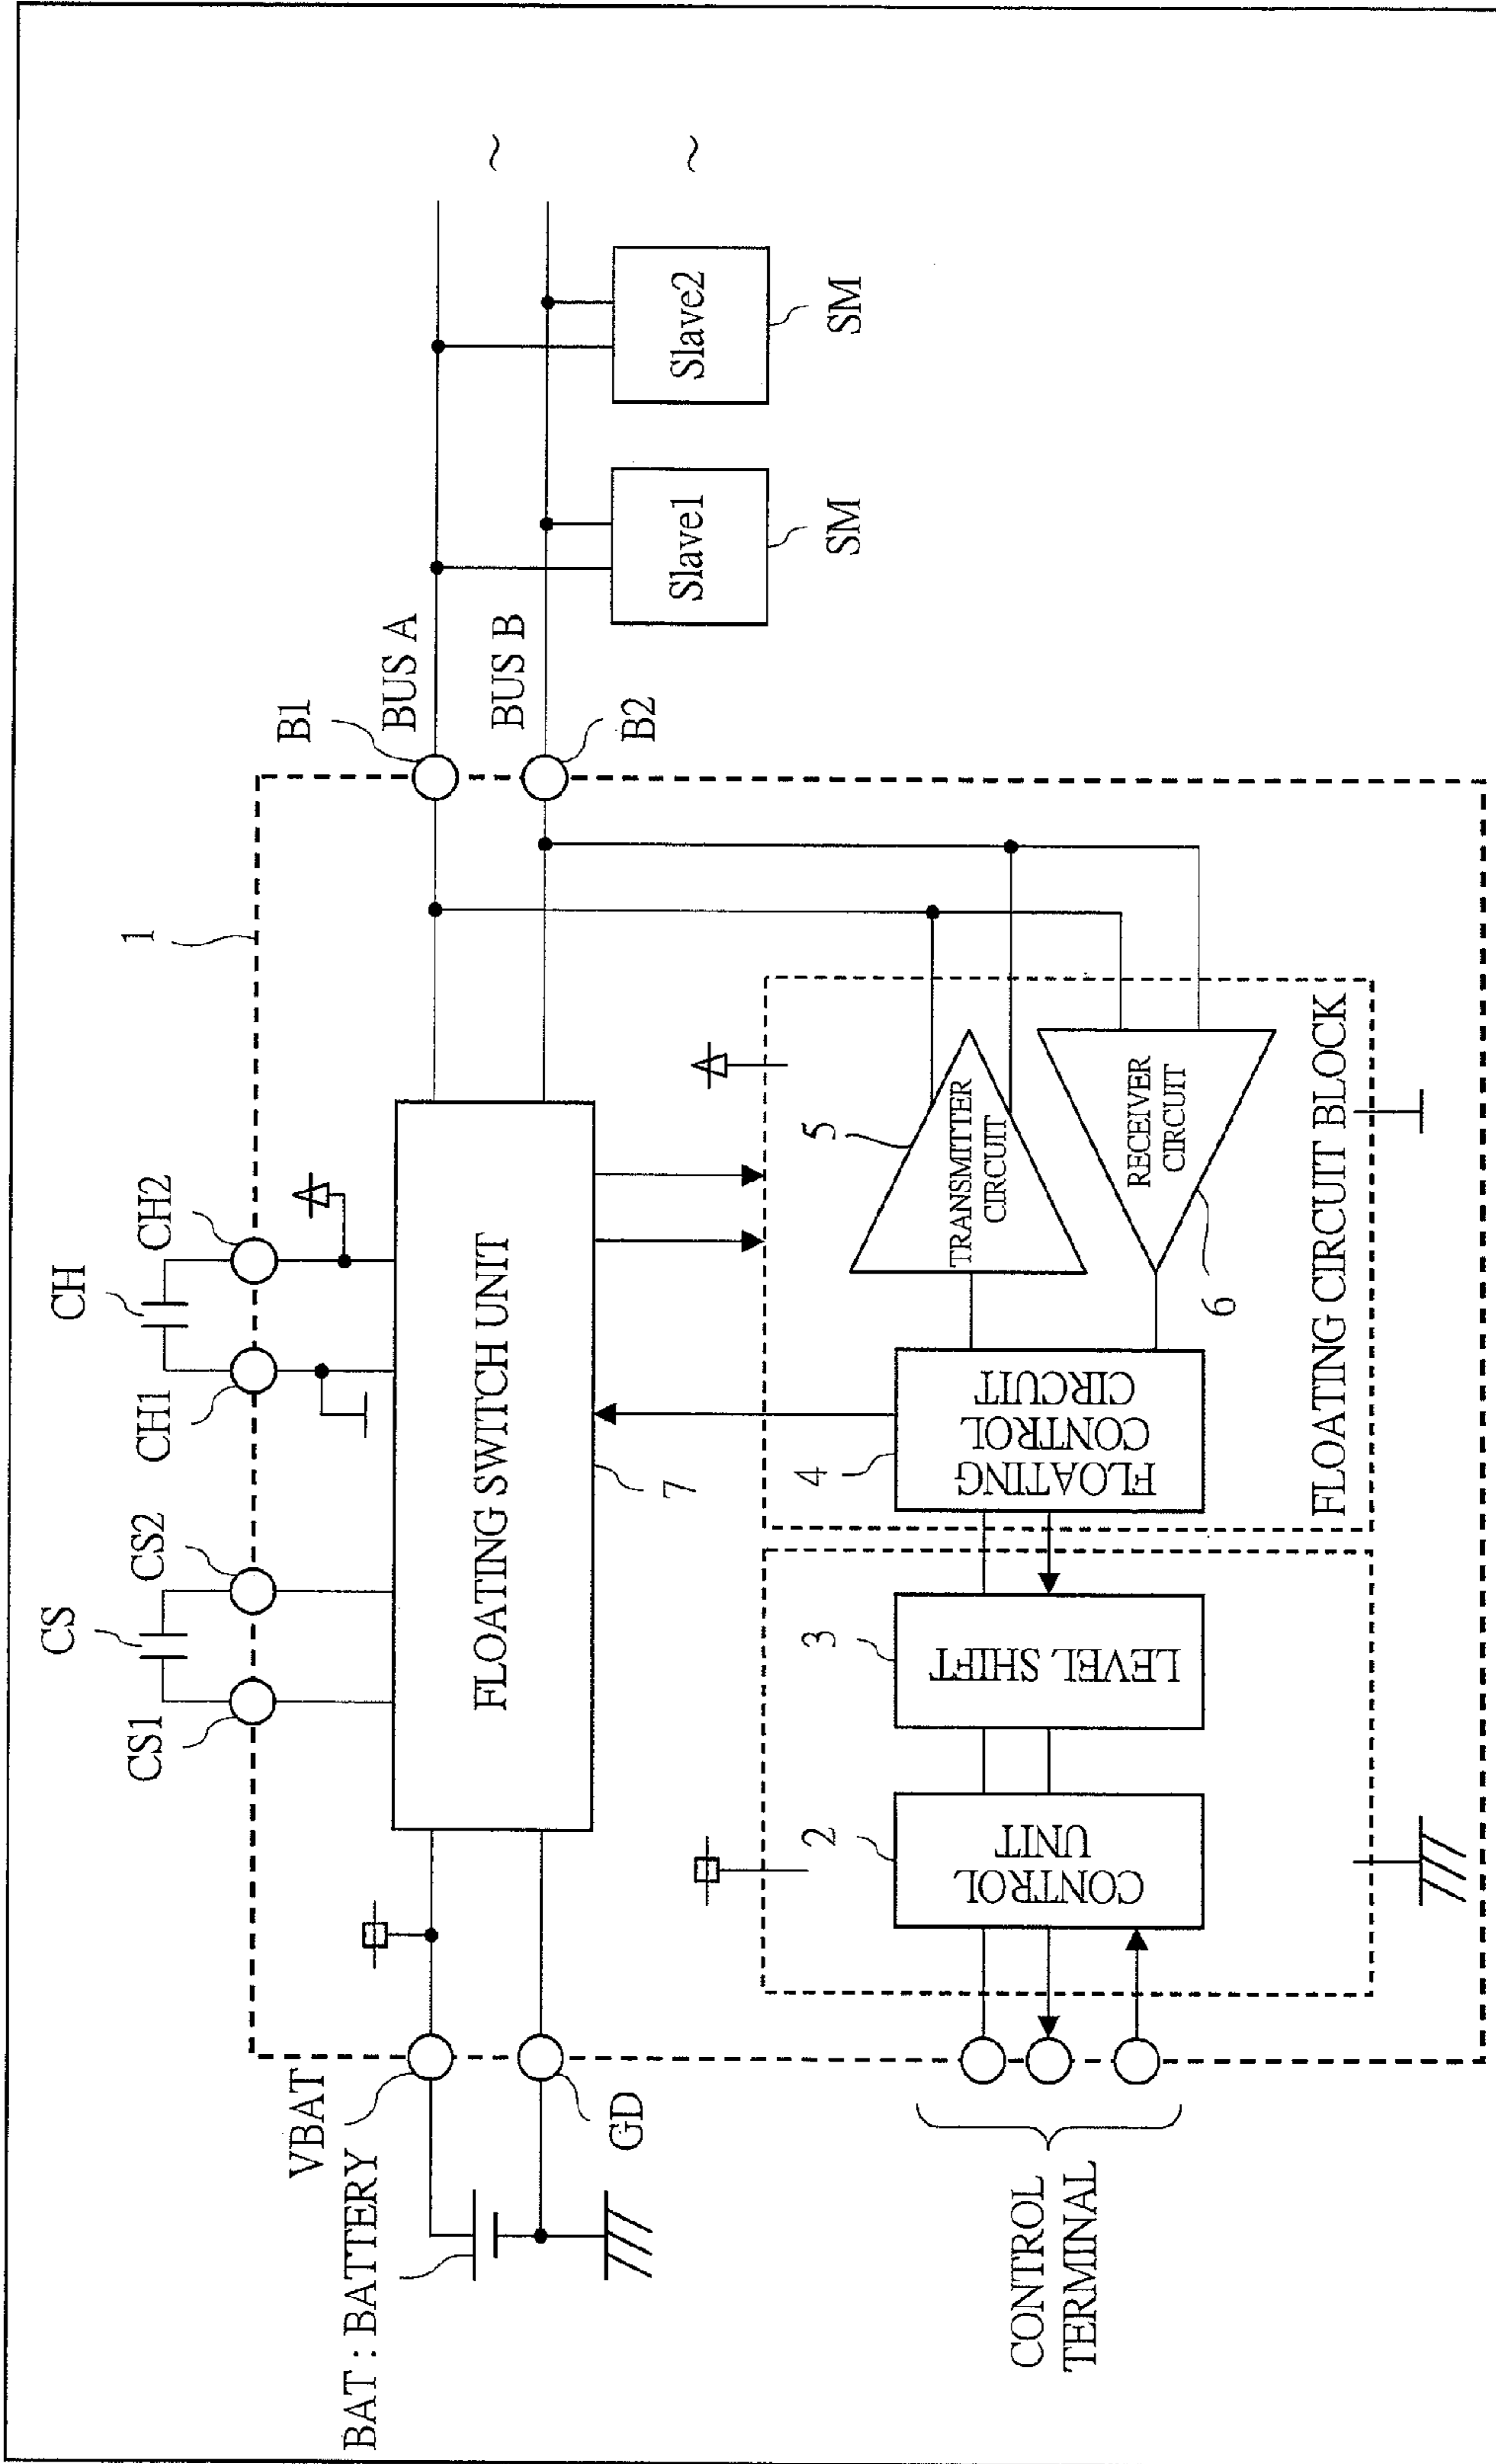 1
CS
CS1
CS2
CH
CH1
CH2
B1
BUS A
BUS B
B2
VBAT
BAT : BATTERY
GD
FLOATING SWITCH UNIT
7
Slave1
SM
Slave2
SM
~
~
CONTROL
TERMINAL
2
CONTROL
UNIT
3
LEVEL SHIFT
4
FLOATING
CONTROL
CIRCUIT
5
TRANSMITTER
CIRCUIT
RECEIVER
CIRCUIT
6
FLOATING CIRCUIT BLOCK